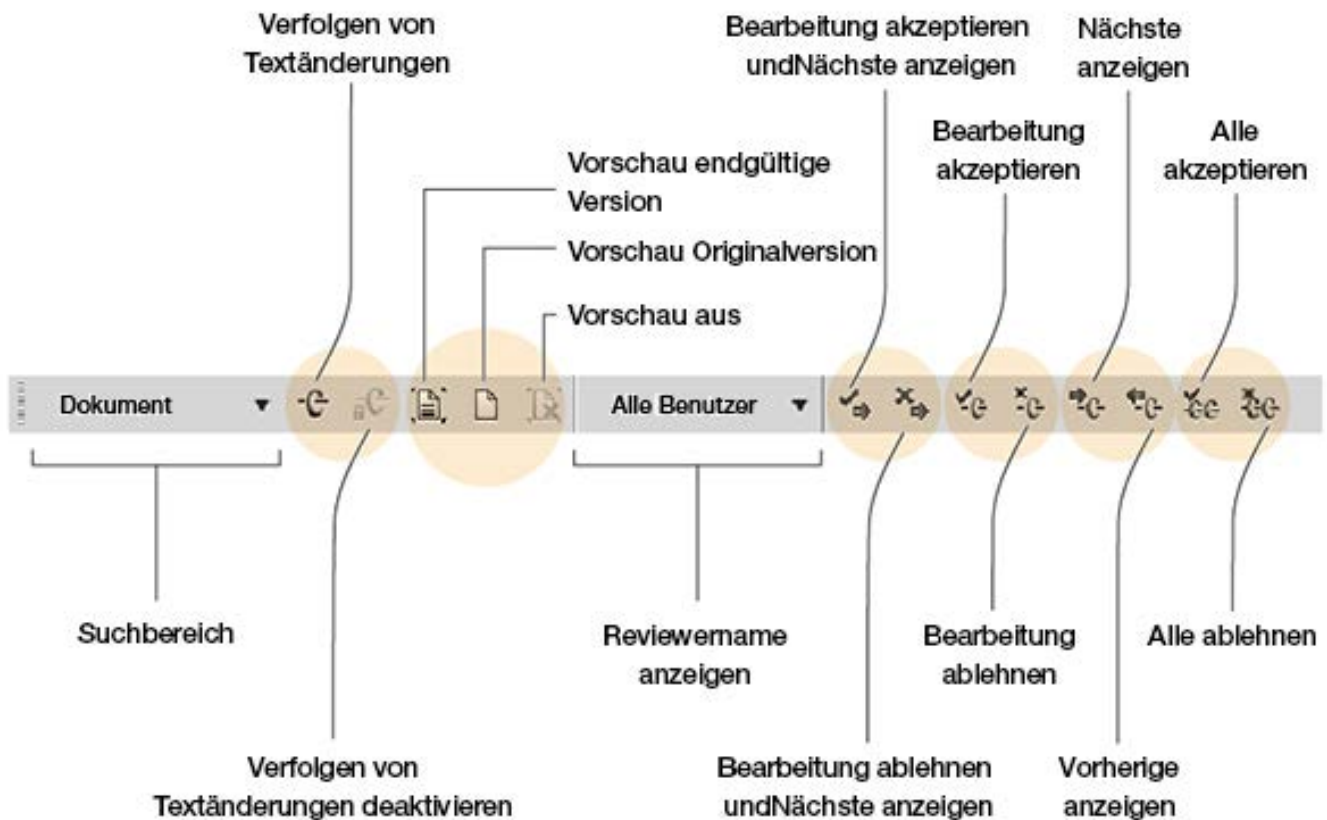 Verfolgen von
Textänderungen
Bearbeitung akzeptieren
undNächste anzeigen
Nächste
anzeigen
Bearbeitung
akzeptieren
Alle
akzeptieren
Vorschau endgültige
Version
Vorschau Originalversion
Vorschau aus
Dokument
Alle Benutzer
Suchbereich
Reviewername
anzeigen
Bearbeitung
ablehnen
Alle ablehnen
Verfolgen von
Textänderungen deaktivieren
Bearbeitung ablehnen
undNächste anzeigen
Vorherige
anzeigen